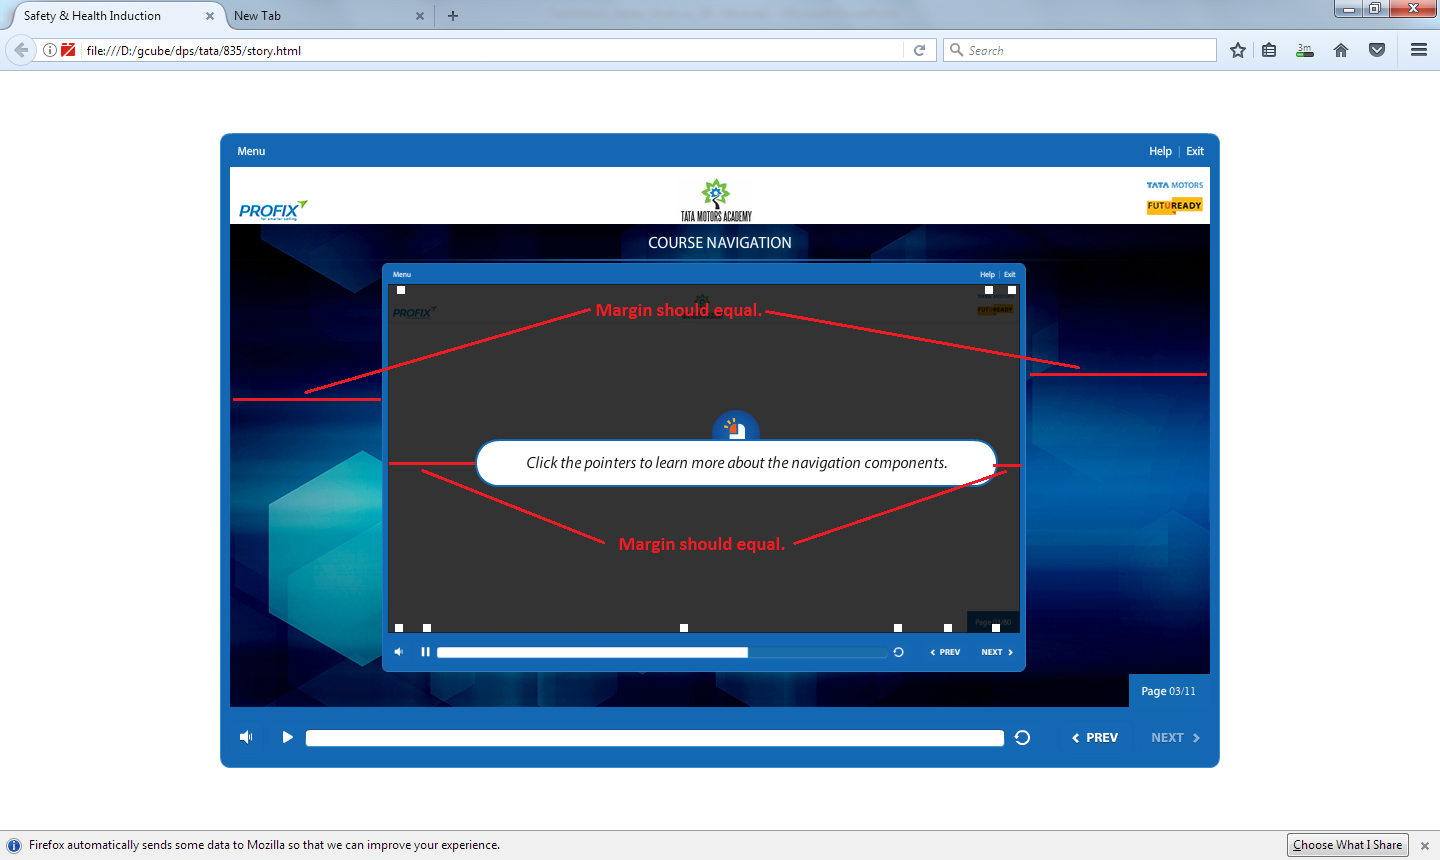 Safety & Health Induction
New Tab
file:///D:/gcube/dps/tata/835/story.html
Search
3m
Menu
Help | Exit
PROFIX
TATA MOTORS ACADEMY
TATA MOTORS
FUTUREADY
COURSE NAVIGATION
Menu
Help | Exit
PROFIX
Margin should equal.
Click the pointers to learn more about the navigation components.
Margin should equal.
PREV
NEXT
Page 03/11
PREV
NEXT
Firefox automatically sends some data to Mozilla so that we can improve your experience.
Choose What I Share